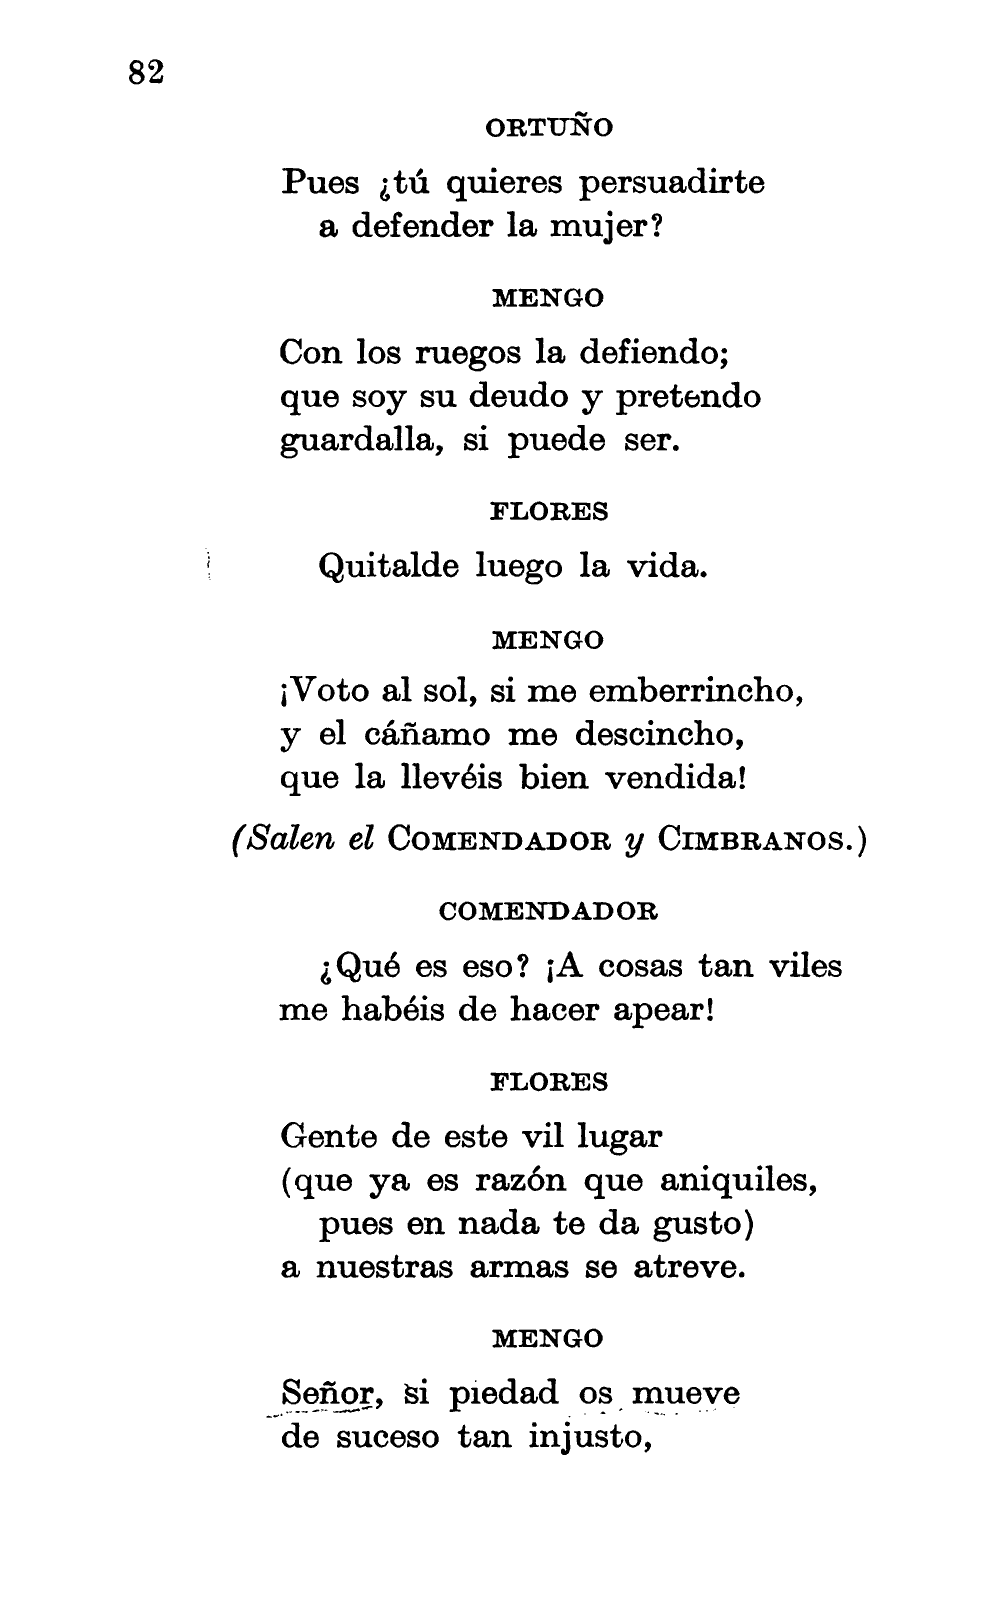 82
ORTUÑO
Pues ¿tú quieres persuadirte
a defender la mujer?
MENGO
Con los ruegos la defiendo;
que soy su deudo y pretendo
guardalla, si puede ser.
FLORES
Quitalde luego la vida.
MENGO
¡Voto al sol, si me emberrincho,
y el cáñamo me descincho,
que la llevéis bien vendida!
(Salen el COMENDADOR y CIMBRANOS.)
COMENDADOR
¿Qué es eso? ¡A cosas tan viles
me habéis de hacer apear!
FLORES
Gente de este vil lugar
(que ya es razón que aniquiles,
pues en nada te da gusto)
a nuestras armas se atreve.
MENGO
Señor, si piedad os mueve
de suceso tan injusto,